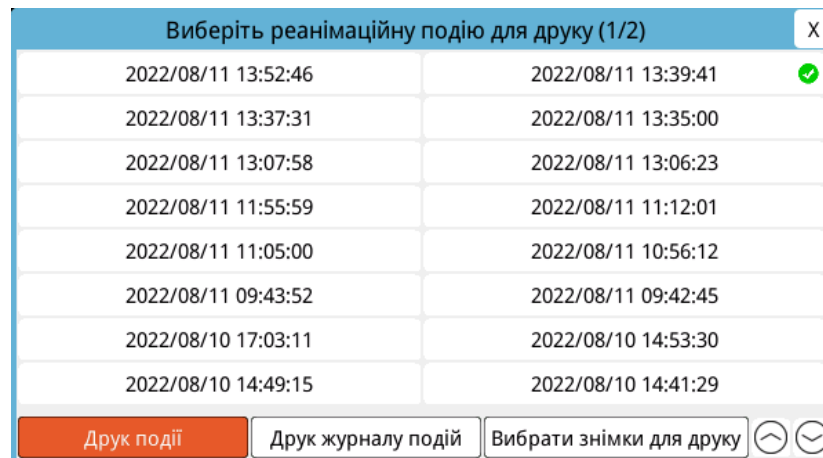 Виберіть реанімаційну подію для друку (1/2) X
2022/08/11 13:52:46 2022/08/11 13:39:41
2022/08/11 13:37:31 2022/08/11 13:35:00
2022/08/11 13:07:58 2022/08/11 13:06:23
2022/08/11 11:55:59 2022/08/11 11:12:01
2022/08/11 11:05:00 2022/08/11 10:56:12
2022/08/11 09:43:52 2022/08/11 09:42:45
2022/08/10 17:03:11 2022/08/10 14:53:30
2022/08/10 14:49:15 2022/08/10 14:41:29
Друк події Друк журналу подій Вибрати знімки для друку